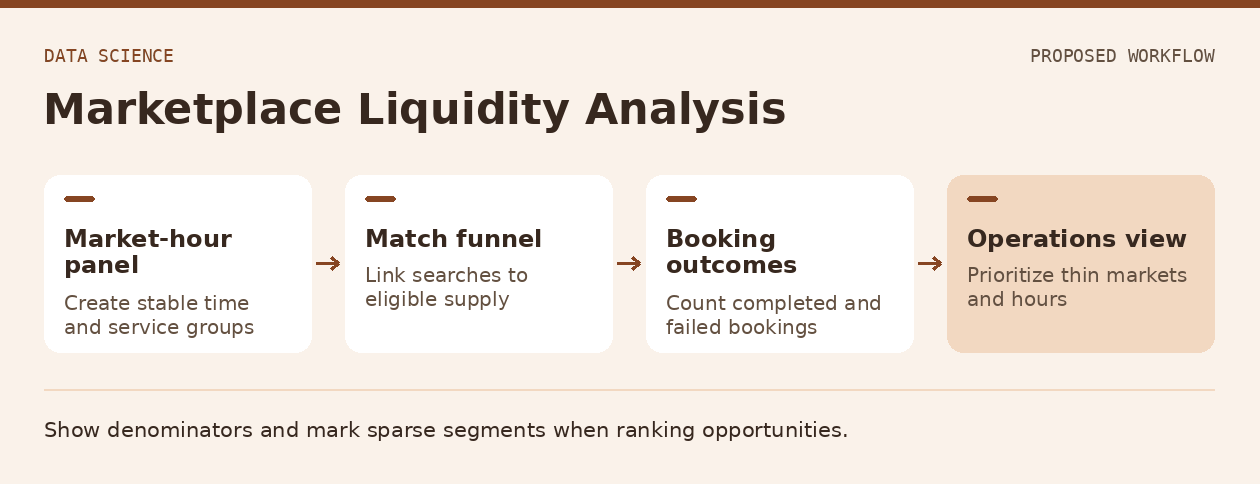 DATA SCIENCE
PROPOSED WORKFLOW
Marketplace Liquidity Analysis
Market-hour
panel
Create stable time
and service groups
Match funnel
Link searches to
eligible supply
Booking
outcomes
Count completed and
failed bookings
Operations view
Prioritize thin markets
and hours
Show denominators and mark sparse segments when ranking opportunities.